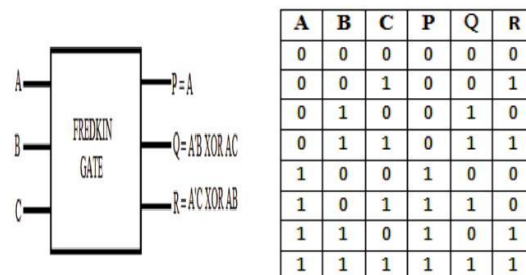 A
B
C
FREDKIN
GATE
P = A
Q = A'B XOR AC
R = A'C XOR AB
A B C P Q R
0 0 0 0 0 0
0 0 1 0 0 1
0 1 0 0 1 0
0 1 1 0 1 1
1 0 0 1 0 0
1 0 1 1 1 0
1 1 0 1 0 1
1 1 1 1 1 1